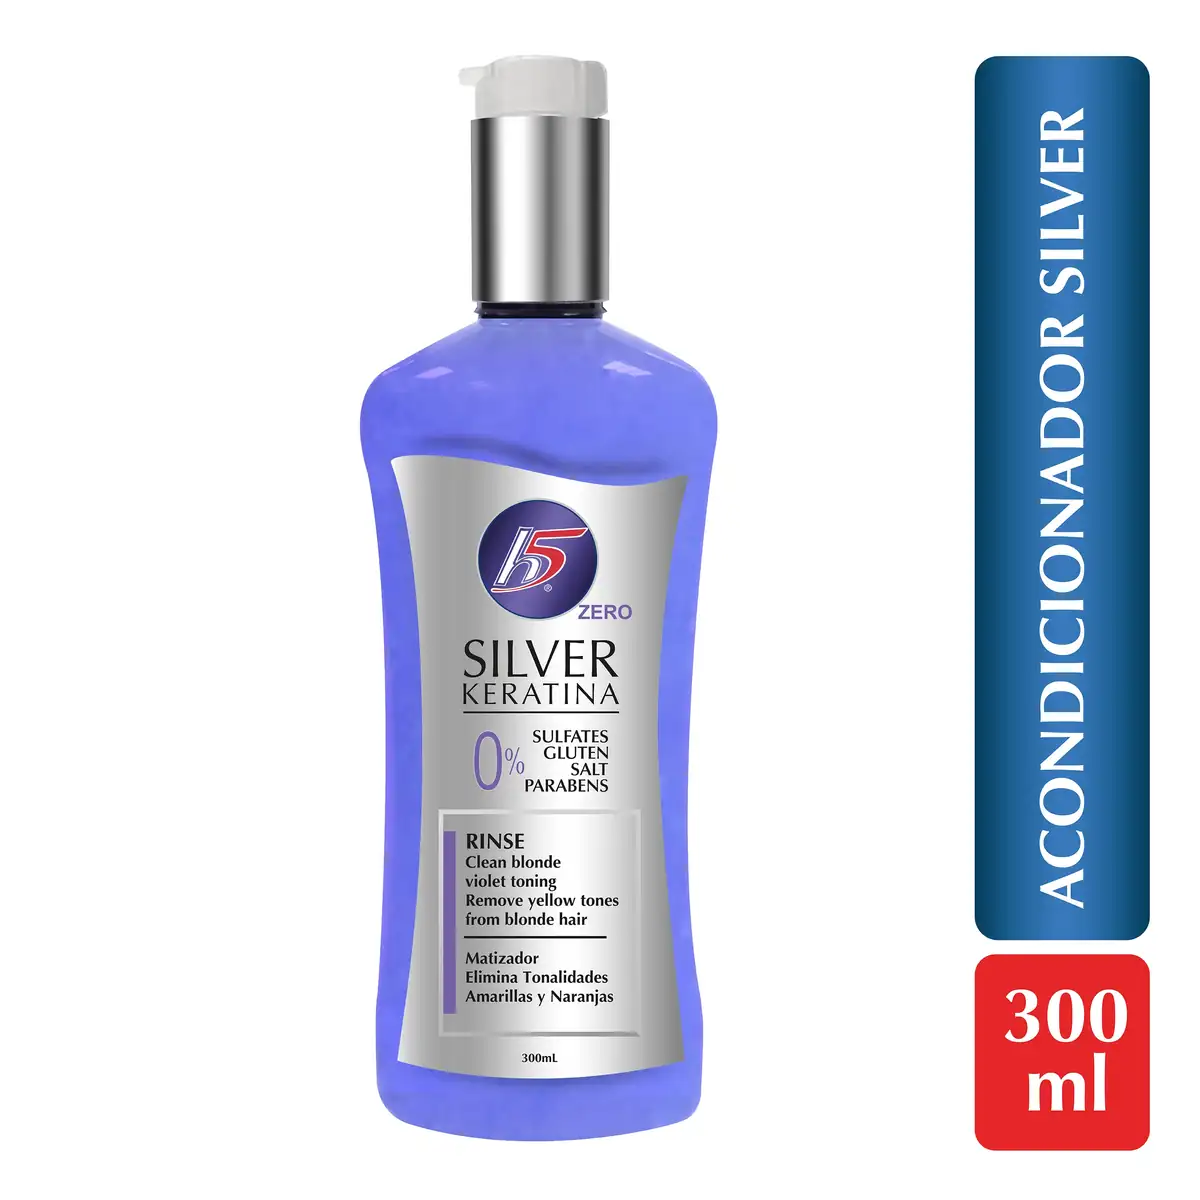 h5
®
ZERO
SILVER
KERATINA
0%
SULFATES
GLUTEN
SALT
PARABENS
RINSE
Clean blonde
violet toning
Remove yellow tones
from blonde hair
Matizador
Elimina Tonalidades
Amarillas y Naranjas
300mL
ACONDICIONADOR SILVER
300
ml